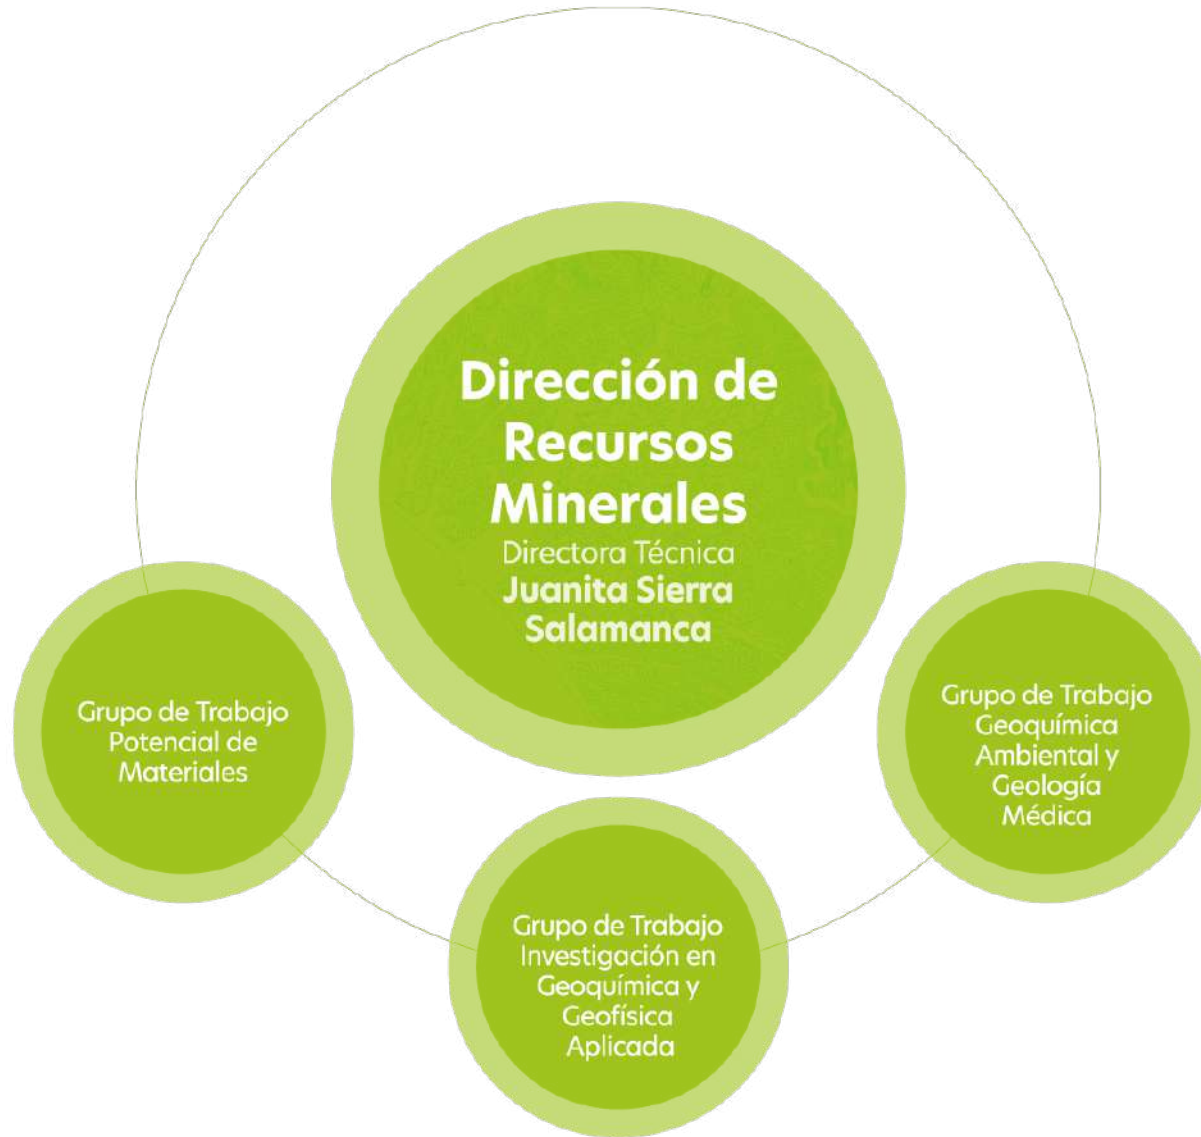 Dirección de
Recursos
Minerales
Directora Técnica
Juanita Sierra
Salamanca
Grupo de Trabajo
Potencial de
Materiales
Grupo de Trabajo
Investigación en
Geoquímica y
Geofísica
Aplicada
Grupo de Trabajo
Geoquímica
Ambiental y
Geología
Médica